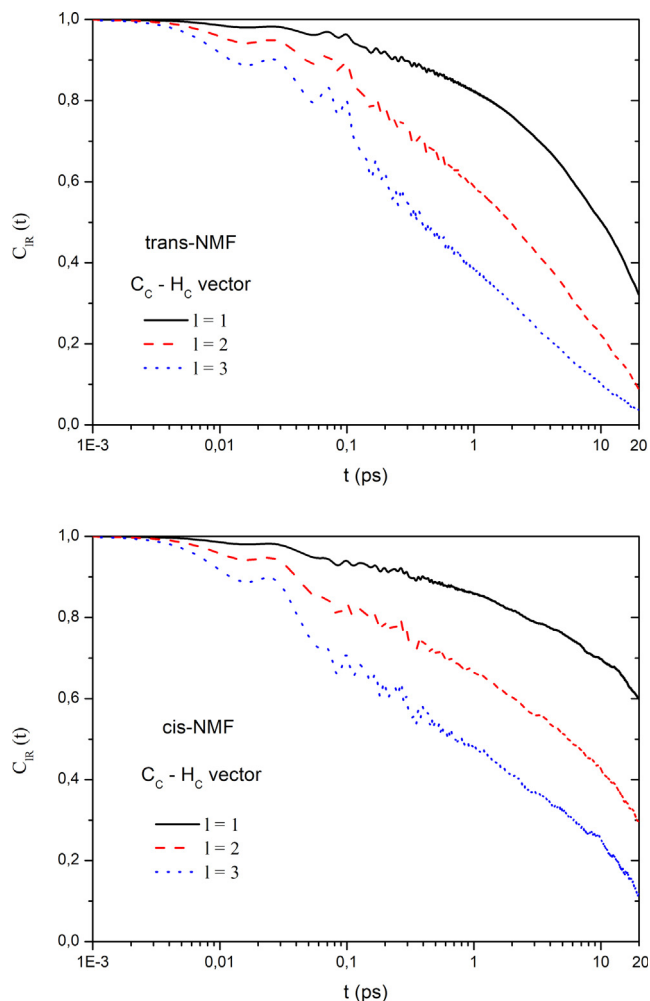 1,0
0,8
0,6
0,4
0,2
0,0
C_IR (t)
trans-NMF
C_C - H_C vector
l = 1
l = 2
l = 3
1E-3 0,01 0,1 1 10 20
t (ps)
1,0
0,8
0,6
0,4
0,2
0,0
C_IR (t)
cis-NMF
C_C - H_C vector
l = 1
l = 2
l = 3
1E-3 0,01 0,1 1 10 20
t (ps)